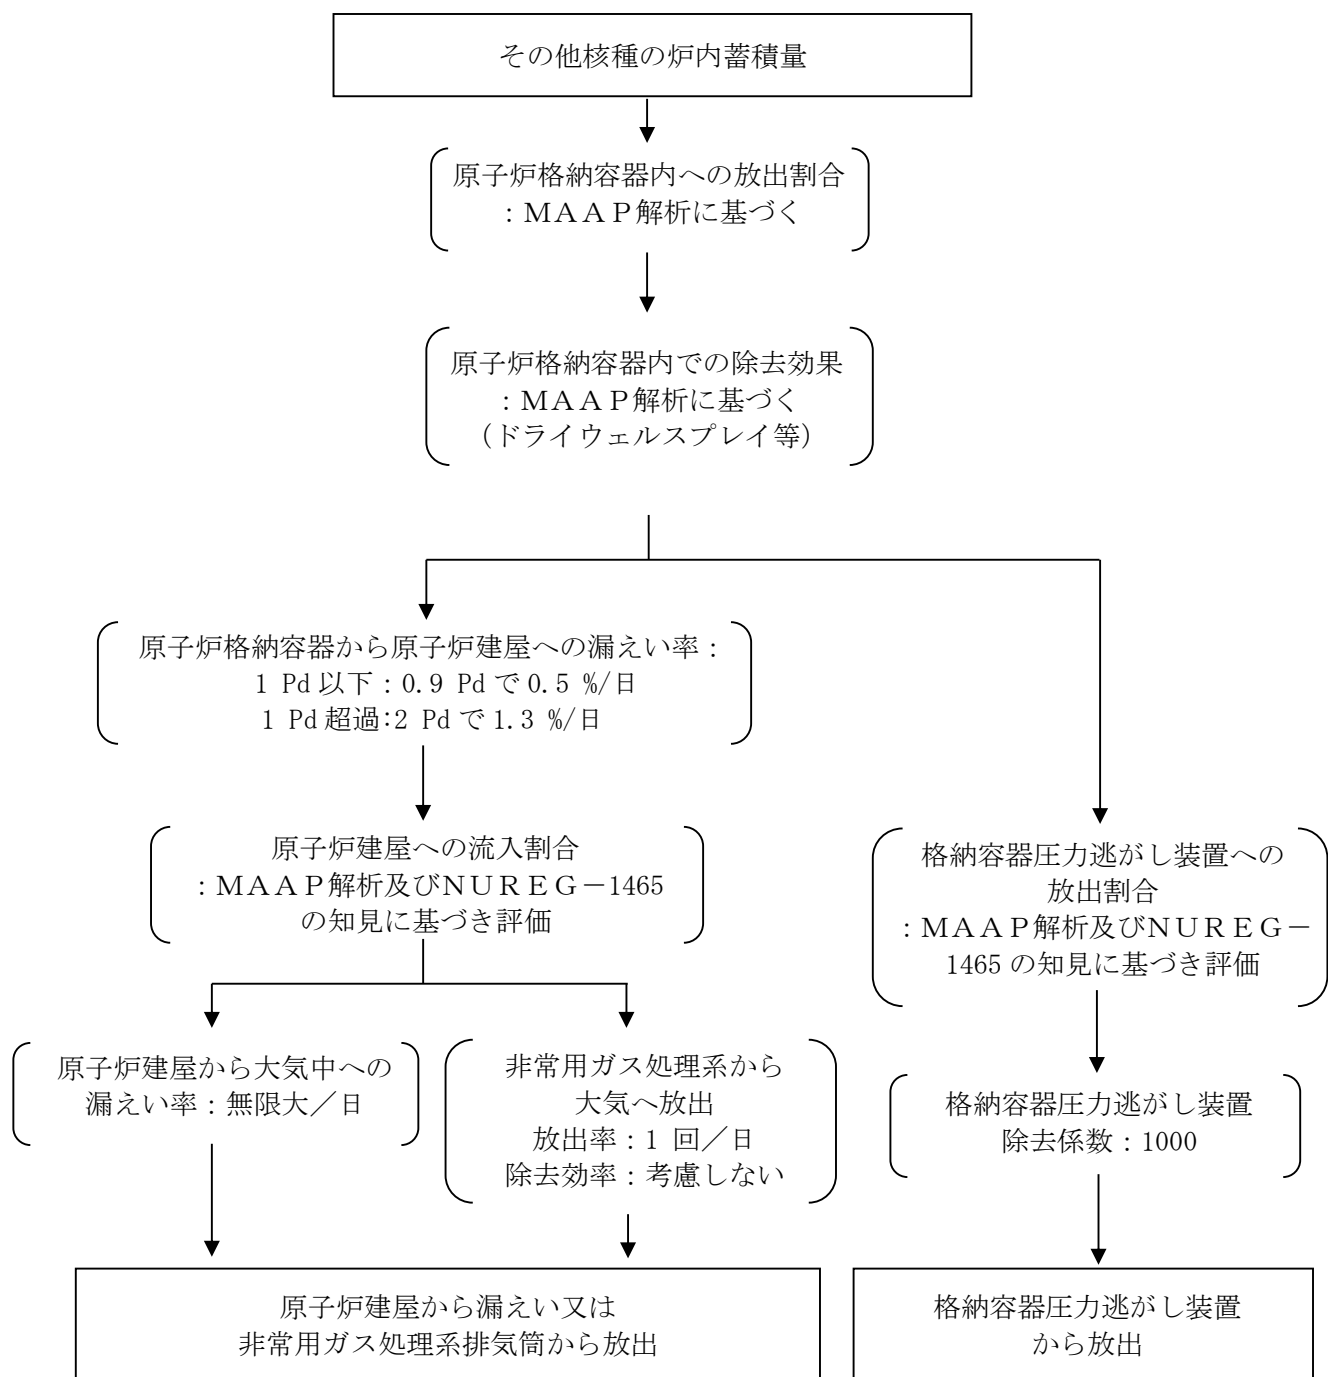 その他核種の炉内蓄積量
原子炉格納容器内への放出割合
：ＭＡＡＰ解析に基づく
原子炉格納容器内での除去効果
：ＭＡＡＰ解析に基づく
（ドライウェルスプレイ等）
原子炉格納容器から原子炉建屋への漏えい率：
1 Pd 以下：0.9 Pd で 0.5 %/日
1 Pd 超過:2 Pd で 1.3 %/日
原子炉建屋への流入割合
：ＭＡＡＰ解析及びＮＵＲＥＧ－1465
の知見に基づき評価
格納容器圧力逃がし装置への
放出割合
：ＭＡＡＰ解析及びＮＵＲＥＧ－
1465 の知見に基づき評価
原子炉建屋から大気中への
漏えい率：無限大／日
非常用ガス処理系から
大気へ放出
放出率：1 回／日
除去効率：考慮しない
格納容器圧力逃がし装置
除去係数：1000
原子炉建屋から漏えい又は
非常用ガス処理系排気筒から放出
格納容器圧力逃がし装置
から放出